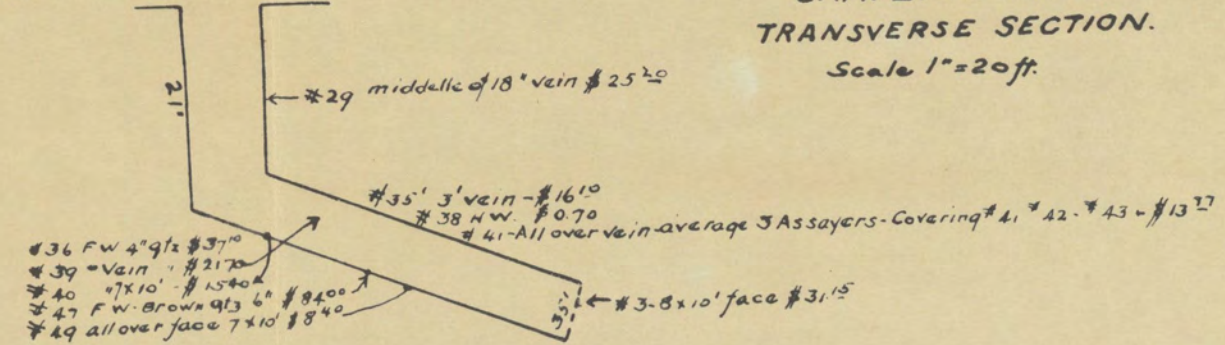 TRANSVERSE SECTION.
Scale 1"=20ft.
21'
#29 middelle of 18" vein $25 20
#35' 3' vein - $16 10
#38 H W. $0.70
#41 - All over vein - average 3 Assayers - Covering #41 #42 - #43 - $13 77
#36 FW 4" qtz $37 10
#39 " Vein " $21 70
#40 " 7x10' - $15 40
#47 F W - Brown qtz 6" $84 00
#49 all over face 7x10' $8 40
35'
#3 - 8x10' face $31.15